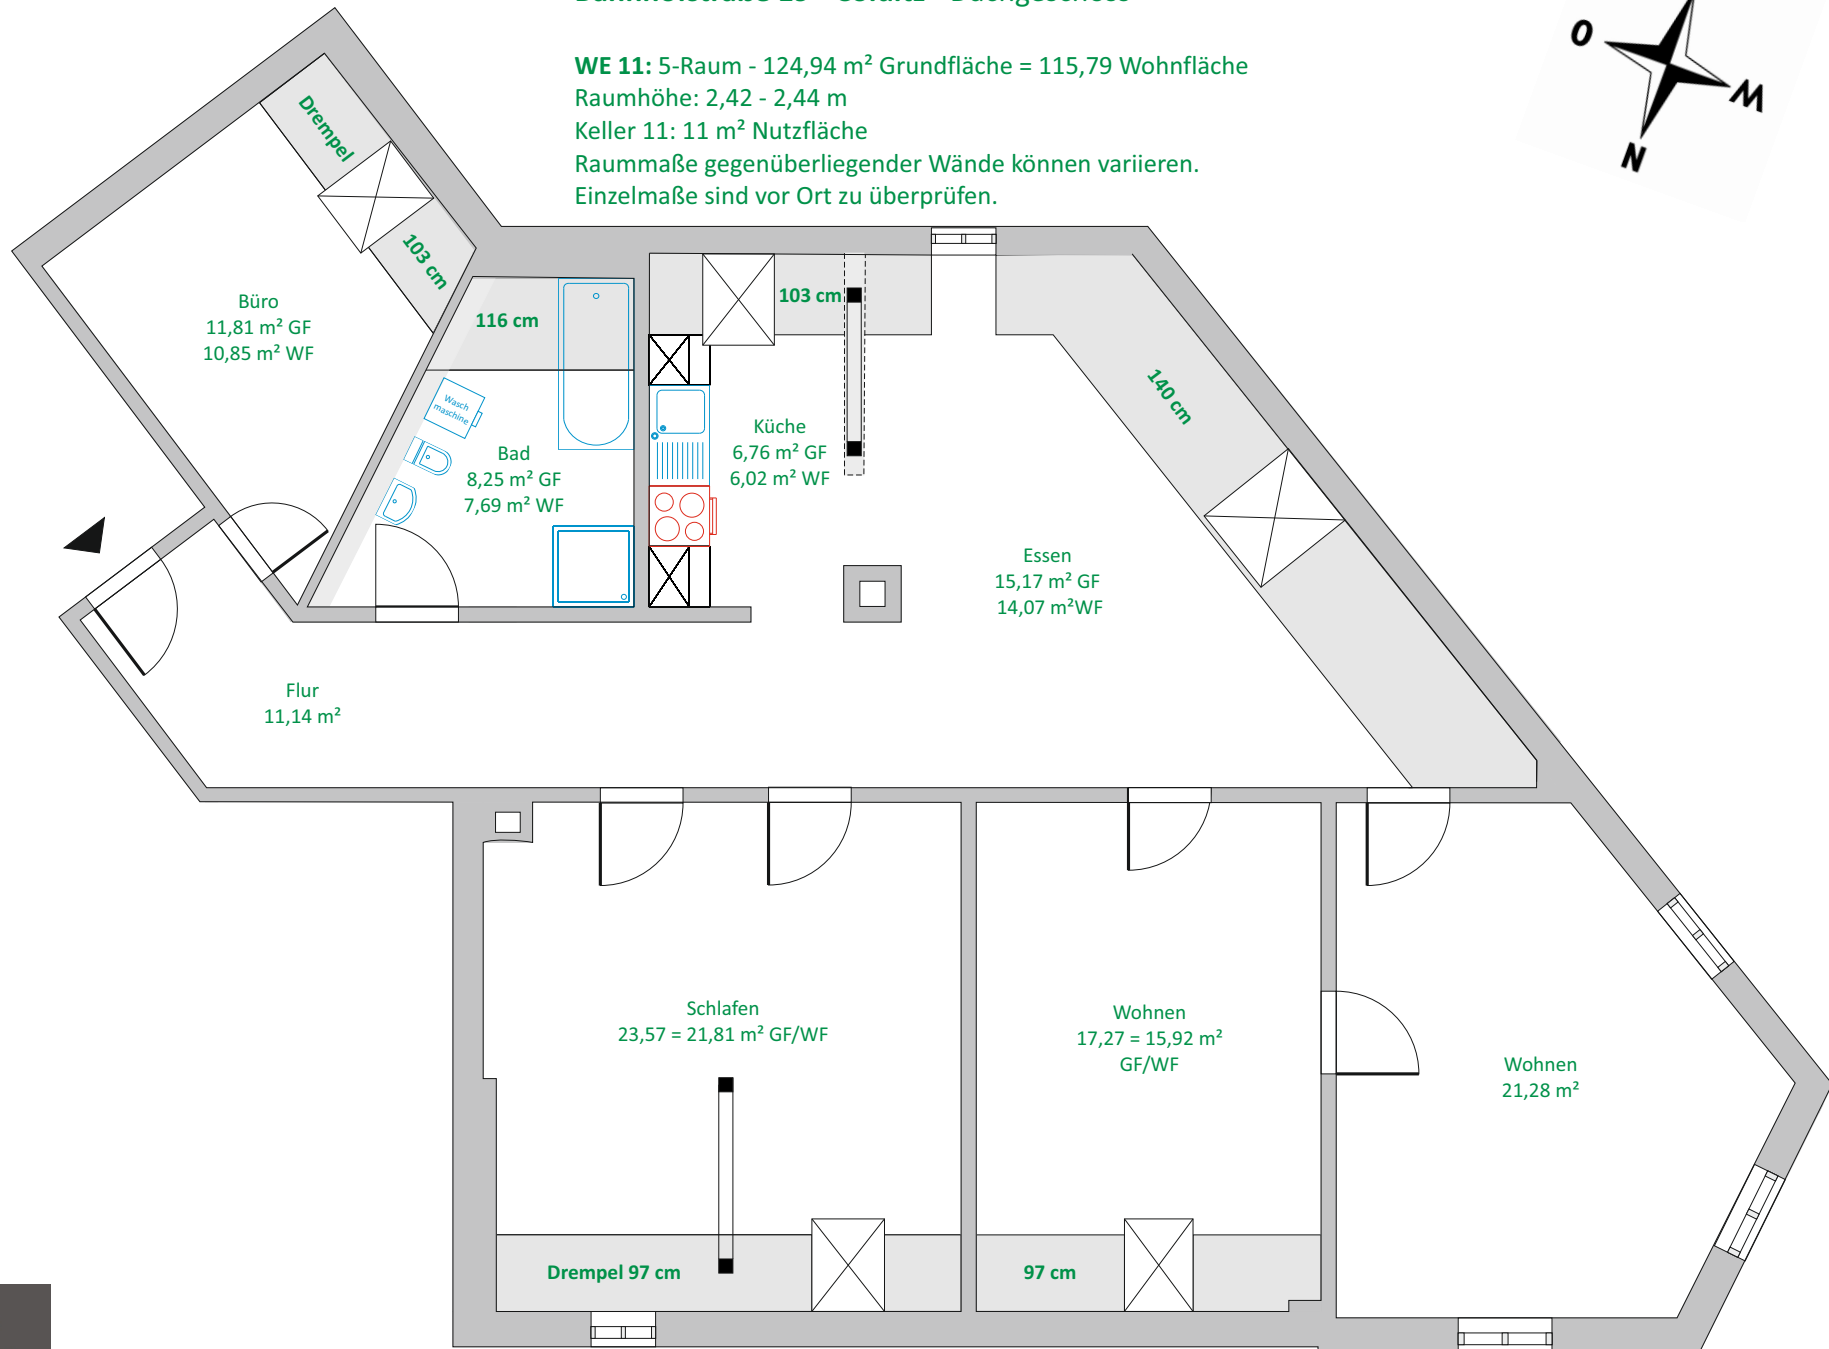 WE 11: 5-Raum - 124,94 m² Grundfläche = 115,79 Wohnfläche
Raumhöhe: 2,42 - 2,44 m
Keller 11: 11 m² Nutzfläche
Raummaße gegenüberliegender Wände können variieren.
Einzelmaße sind vor Ort zu überprüfen.
O
W
N
Drempel
103 cm
Büro
11,81 m² GF
10,85 m² WF
116 cm
Wasch
maschine
Bad
8,25 m² GF
7,69 m² WF
103 cm
Küche
6,76 m² GF
6,02 m² WF
140 cm
Essen
15,17 m² GF
14,07 m²WF
Flur
11,14 m²
Schlafen
23,57 = 21,81 m² GF/WF
Drempel 97 cm
Wohnen
17,27 = 15,92 m²
GF/WF
97 cm
Wohnen
21,28 m²